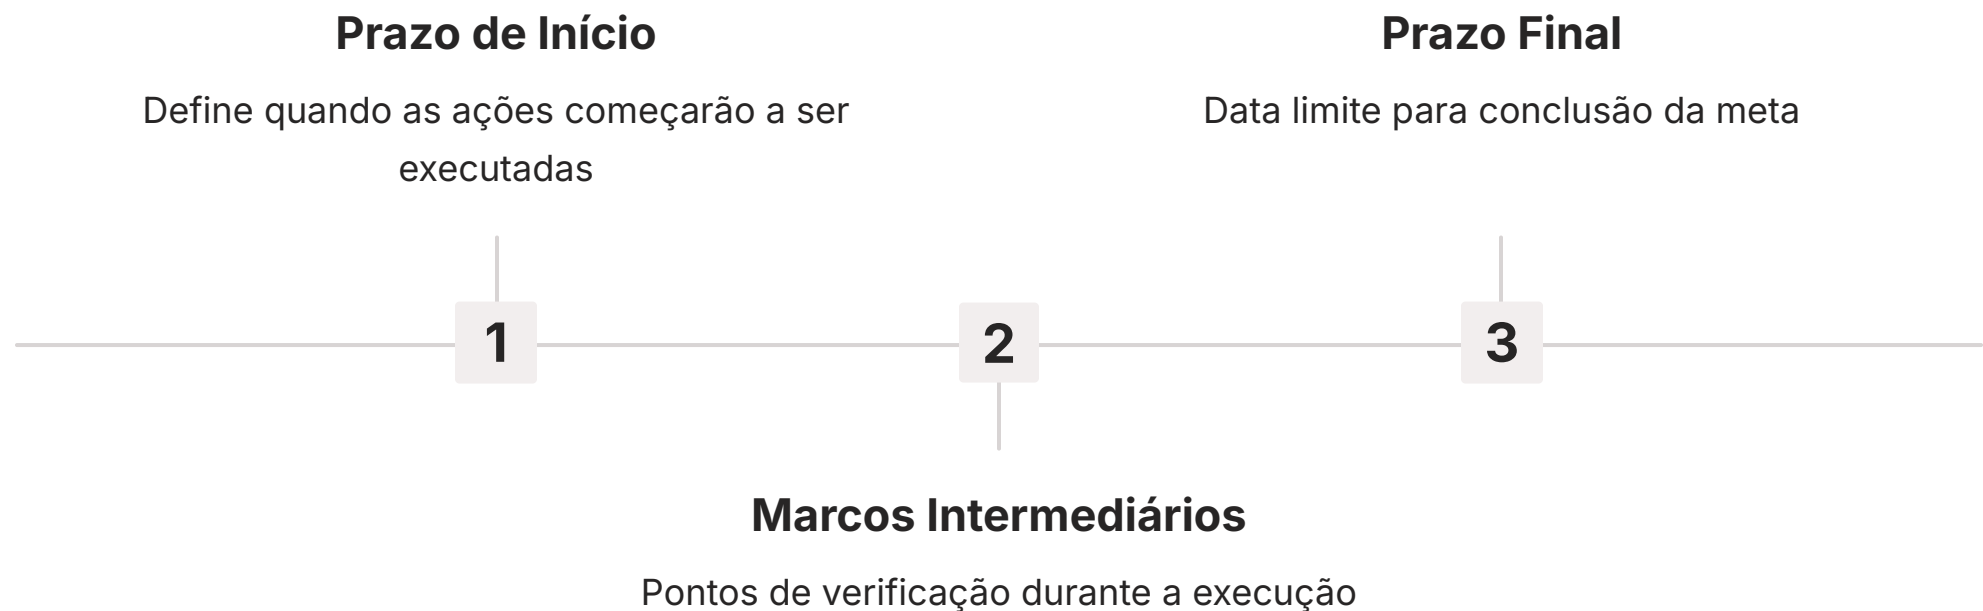 Prazo de Início
Define quando as ações começarão a ser
executadas
Prazo Final
Data limite para conclusão da meta
1
2
3
Marcos Intermediários
Pontos de verificação durante a execução